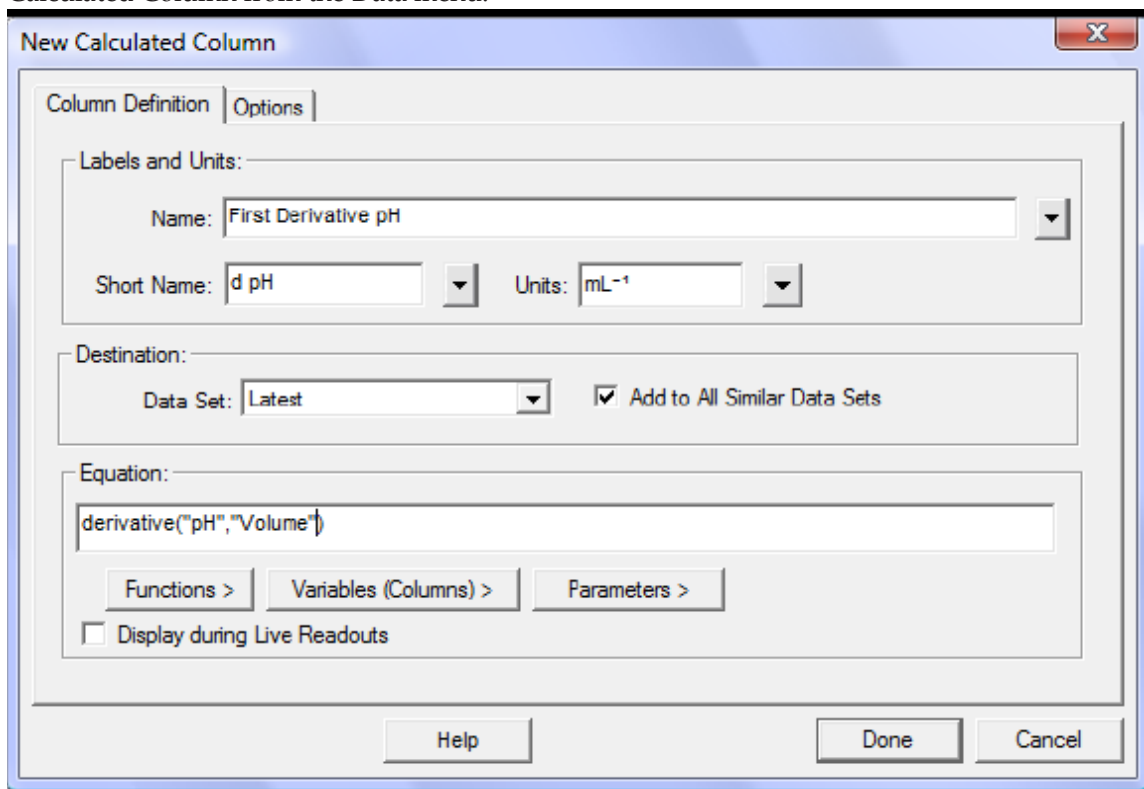 Calculated Column from the Data menu.
New Calculated Column
Column Definition Options
Labels and Units:
Name: First Derivative pH
Short Name: d pH Units: mL⁻¹
Destination:
Data Set: Latest Add to All Similar Data Sets
Equation:
derivative("pH","Volume")
Functions > Variables (Columns) > Parameters >
Display during Live Readouts
Help Done Cancel